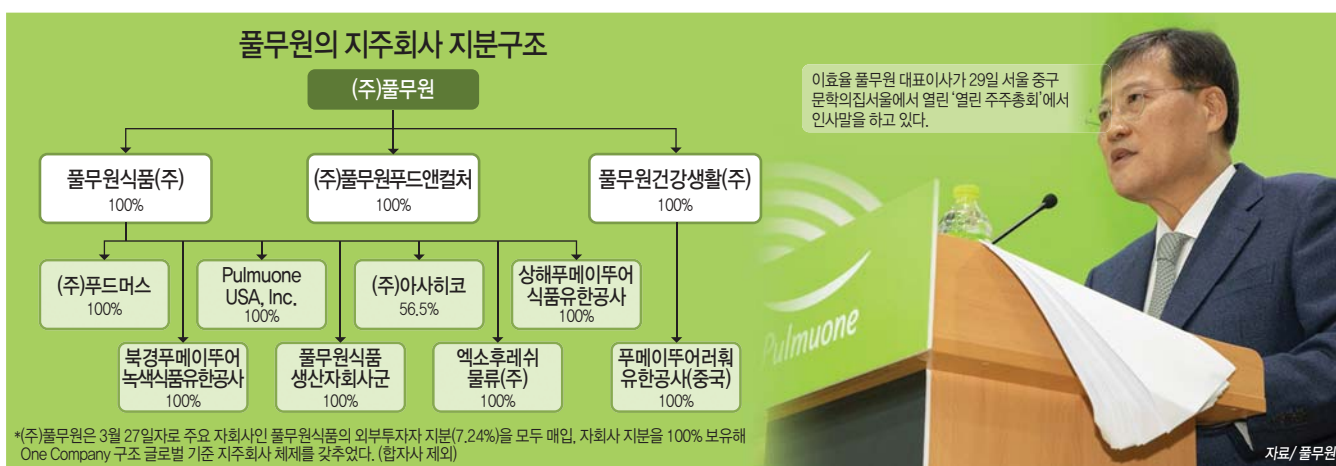 풀무원의 지주회사 지분구조
(주)풀무원
이효율 풀무원 대표이사가 29일 서울 중구
문학의집서울에서 열린 ‘열린 주주총회’에서
인사말을 하고 있다.
풀무원식품(주)
100%
(주)풀무원푸드앤컬처
100%
풀무원건강생활(주)
100%
(주)푸드머스
100%
Pulmuone
USA, Inc.
100%
(주)아사히코
56.5%
상해푸메이뚜어
식품유한공사
100%
북경푸메이뚜어
녹색식품유한공사
100%
풀무원식품
생산자회사군
100%
엑소후레쉬
물류(주)
100%
푸메이뚜어러훠
유한공사(중국)
100%
Pulmuone
*(주)풀무원은 3월 27일자로 주요 자회사인 풀무원식품의 외부투자자 지분(7.24%)을 모두 매입, 자회사 지분을 100% 보유해
One Company 구조 글로벌 기준 지주회사 체제를 갖추었다. (합자사 제외)
자료/ 풀무원